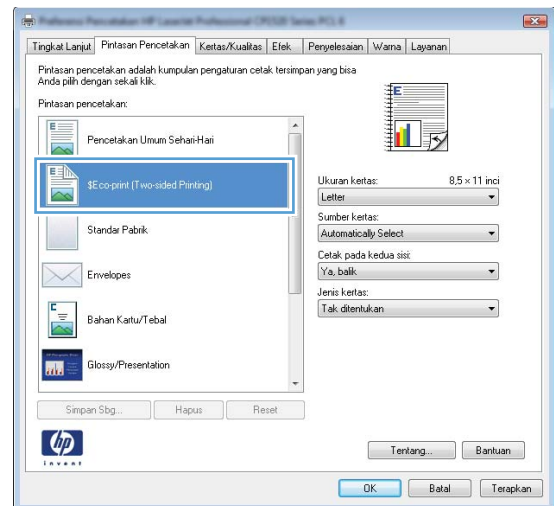 Tingkat Lanjut Pintasan Pencetakan Kertas/Kualitas Efek Penyelesaian Warna Layanan
Pintasan pencetakan adalah kumpulan pengaturan cetak tersimpan yang bisa
Anda pilih dengan sekali klik.
Pintasan pencetakan:
Pencetakan Umum Sehari-Hari
$Eco-print (Two-sided Printing)
Standar Pabrik
Envelopes
Bahan Kartu/Tebal
Glossy/Presentation
Simpan Sbg... Hapus Reset
Ukuran kertas: 8,5 × 11 inci
Letter
Sumber kertas:
Automatically Select
Cetak pada kedua sisi:
Ya, balik
Jenis kertas:
Tak ditentukan
hp
invent
Tentang... Bantuan
OK Batal Terapkan